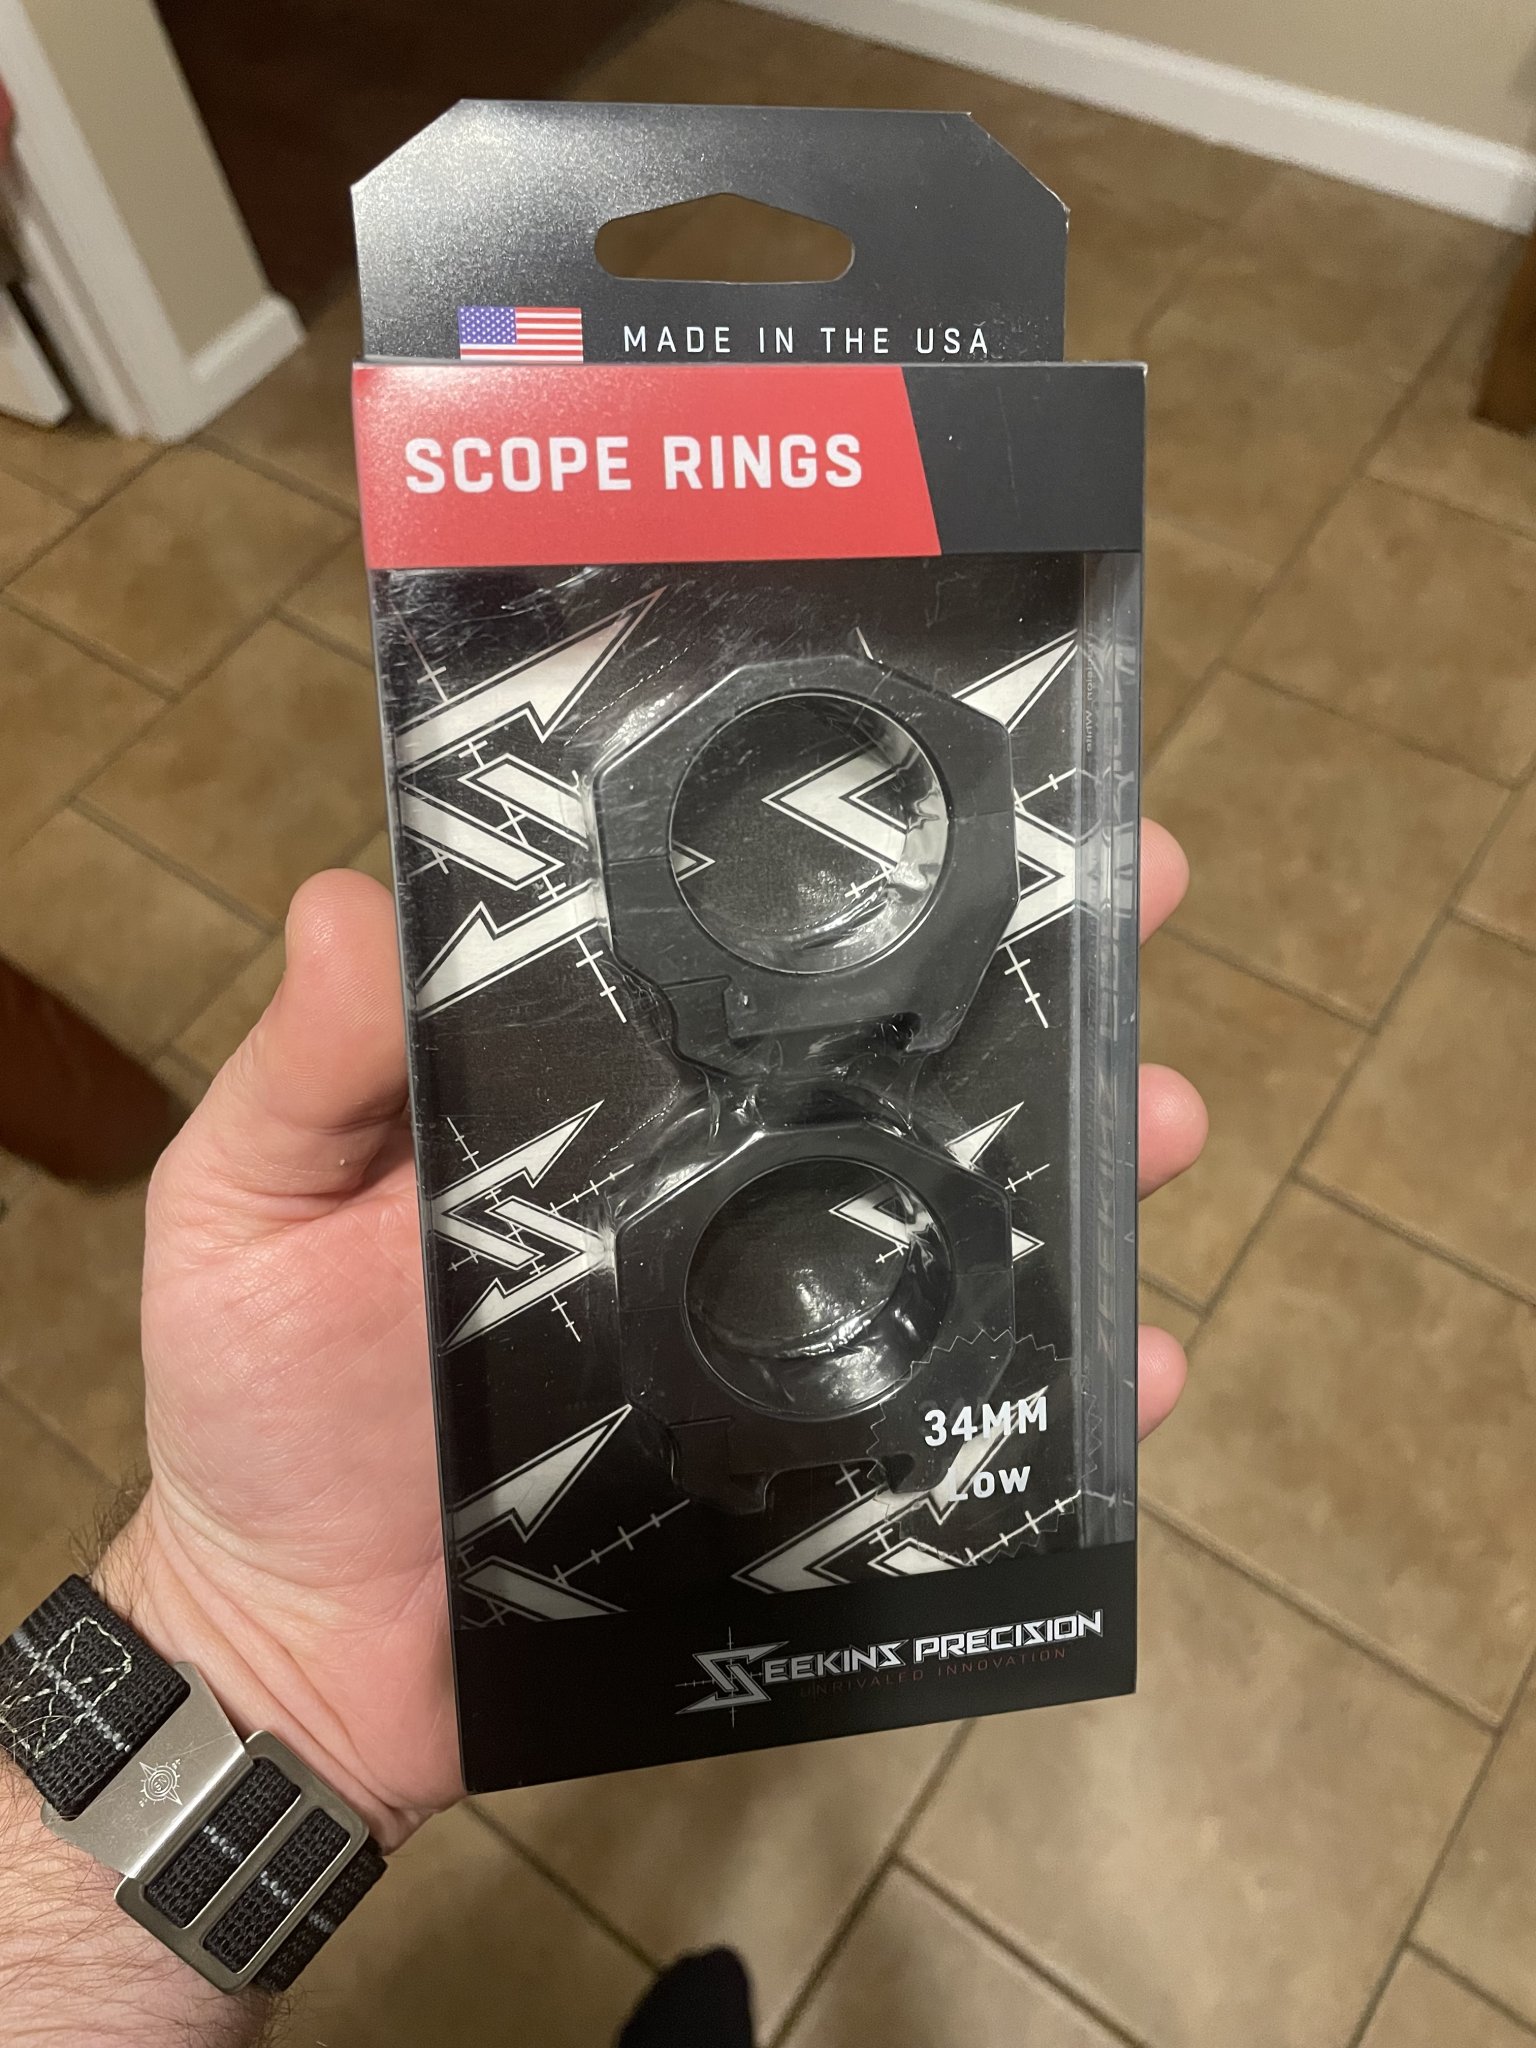 MADE IN THE USA
SCOPE RINGS
34MM
Low
SEEKINS PRECISION
UNRIVALED INNOVATION